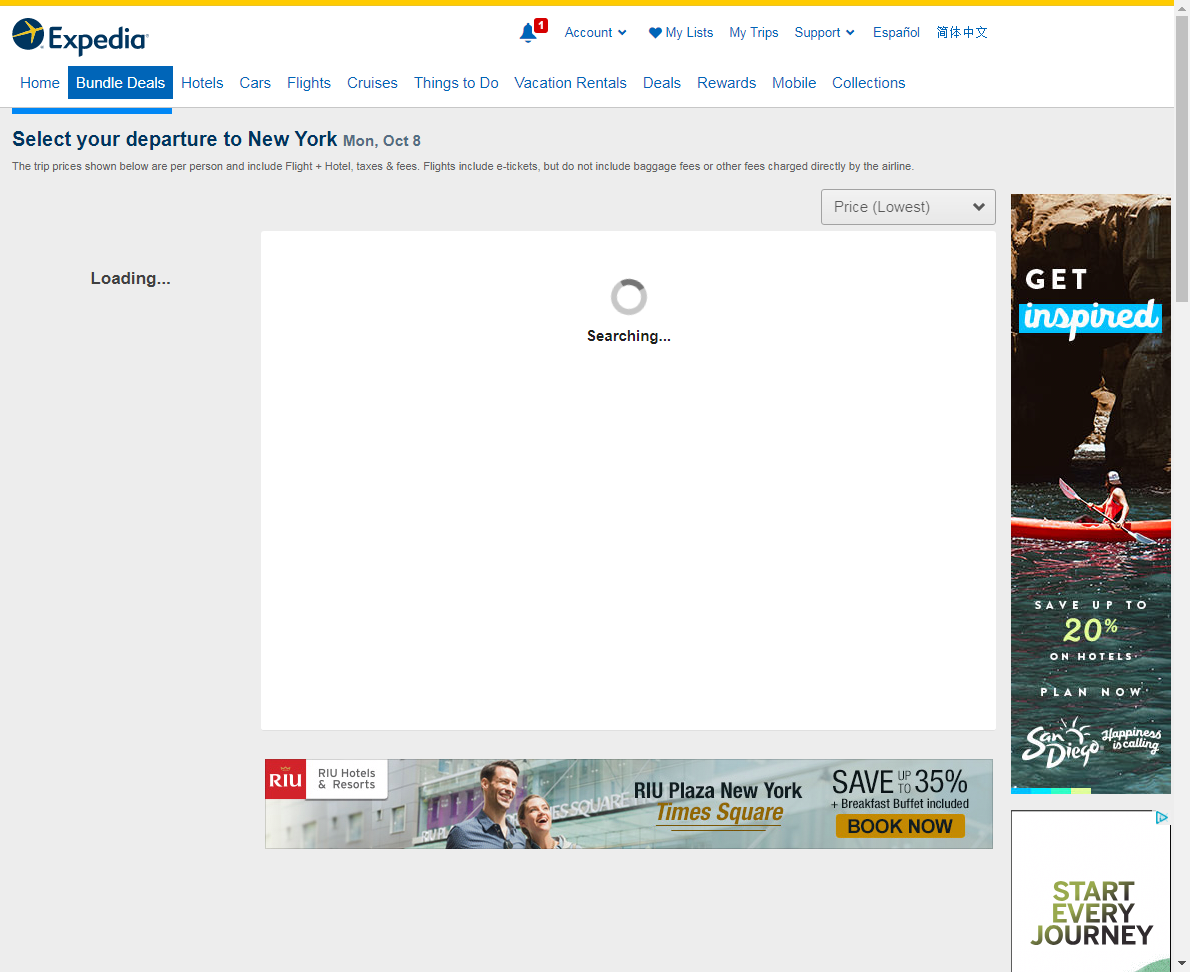 Expedia
1
Account
My Lists
My Trips
Support
Español
简体中文
Home
Bundle Deals
Hotels
Cars
Flights
Cruises
Things to Do
Vacation Rentals
Deals
Rewards
Mobile
Collections
Select your departure to New York Mon, Oct 8
The trip prices shown below are per person and include Flight + Hotel, taxes & fees. Flights include e-tickets, but do not include baggage fees or other fees charged directly by the airline.
Price (Lowest)
Loading...
Searching...
GET
inspired
SAVE UP TO
20%
ON HOTELS
PLAN NOW
San Diego
Happiness
is calling
RIU
RIU Hotels
& Resorts
RIU PLAZA
SQUARE
RIU Plaza New York
Times Square
SAVE UP TO 35%
+ Breakfast Buffet included
BOOK NOW
START
EVERY
JOURNEY